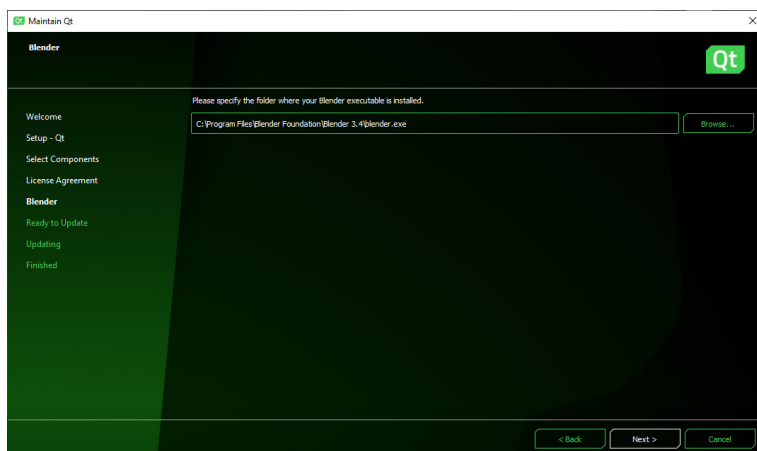 Maintain Qt
Blender
Qt
Please specify the folder where your Blender executable is installed.
C:\Program Files\Blender Foundation\Blender 3.4\blender.exe
Browse...
Welcome
Setup - Qt
Select Components
License Agreement
Blender
Ready to Update
Updating
Finished
< Back
Next >
Cancel